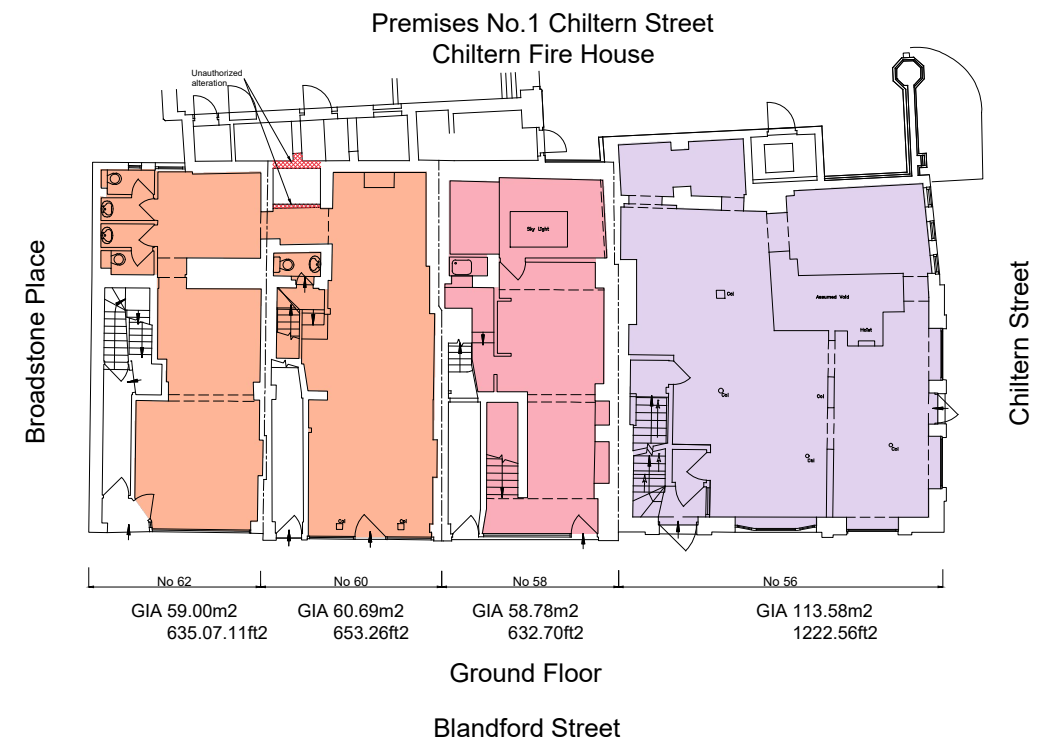 Premises No.1 Chiltern Street
Chiltern Fire House
Unauthorized
alteration
Broadstone Place
Chiltern Street
Sky Light
Col
Assumed Void
Hoist
Col
Col
Col
Col
Col
Col
No 62
No 60
No 58
No 56
GIA 59.00m2
635.07.11ft2
GIA 60.69m2
653.26ft2
GIA 58.78m2
632.70ft2
GIA 113.58m2
1222.56ft2
Ground Floor
Blandford Street